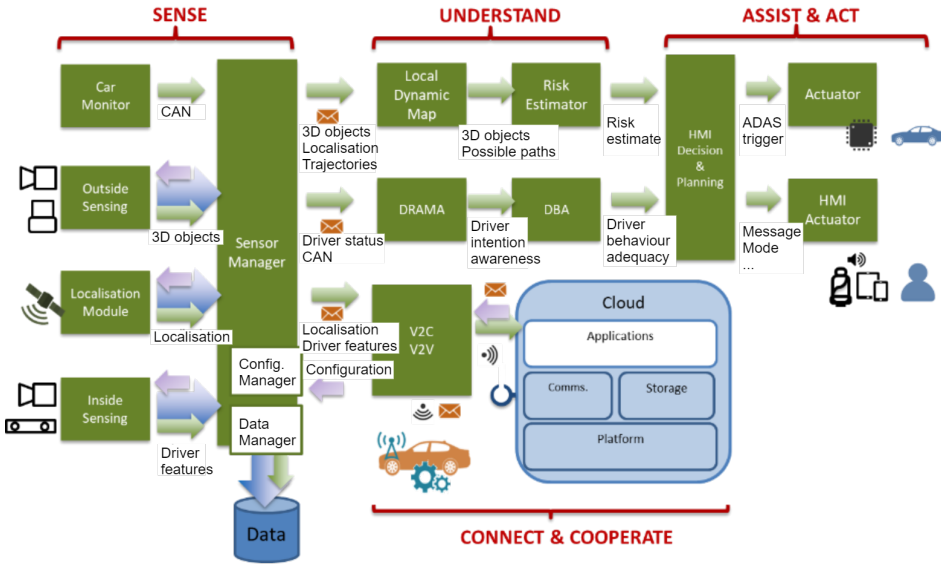 SENSE
UNDERSTAND
ASSIST & ACT
Car
Monitor
CAN
Outside
Sensing
3D objects
Localisation
Module
Localisation
Inside
Sensing
Driver
features
Sensor
Manager
Config.
Manager
Data
Manager
Data
3D objects
Localisation
Trajectories
Driver status
CAN
Localisation
Driver features
Configuration
Local
Dynamic
Map
3D objects
Possible paths
Risk
Estimator
Risk
estimate
DRAMA
Driver
intention
awareness
DBA
Driver
behaviour
adequacy
HMI
Decision
&
Planning
ADAS
trigger
Actuator
Message
Mode
...
HMI
Actuator
V2C
V2V
Cloud
Applications
Comms.
Storage
Platform
CONNECT & COOPERATE